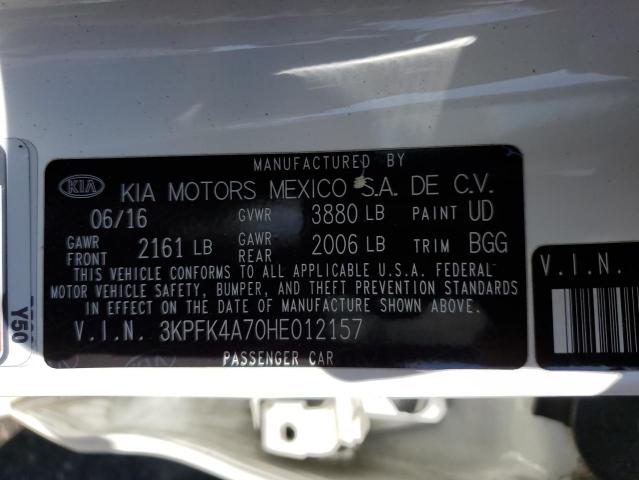 MANUFACTURED BY
KIA KIA MOTORS MEXICO S.A. DE C.V.
06/16 GVWR 3880 LB PAINT UD
GAWR FRONT 2161 LB GAWR REAR 2006 LB TRIM BGG
THIS VEHICLE CONFORMS TO ALL APPLICABLE U.S.A. FEDERAL
MOTOR VEHICLE SAFETY, BUMPER, AND THEFT PREVENTION STANDARDS
IN EFFECT ON THE DATE OF MANUFACTURE SHOWN ABOVE.
V.I.N. 3KPFK4A70HE012157
PASSENGER CAR
V.I.N.
Y50